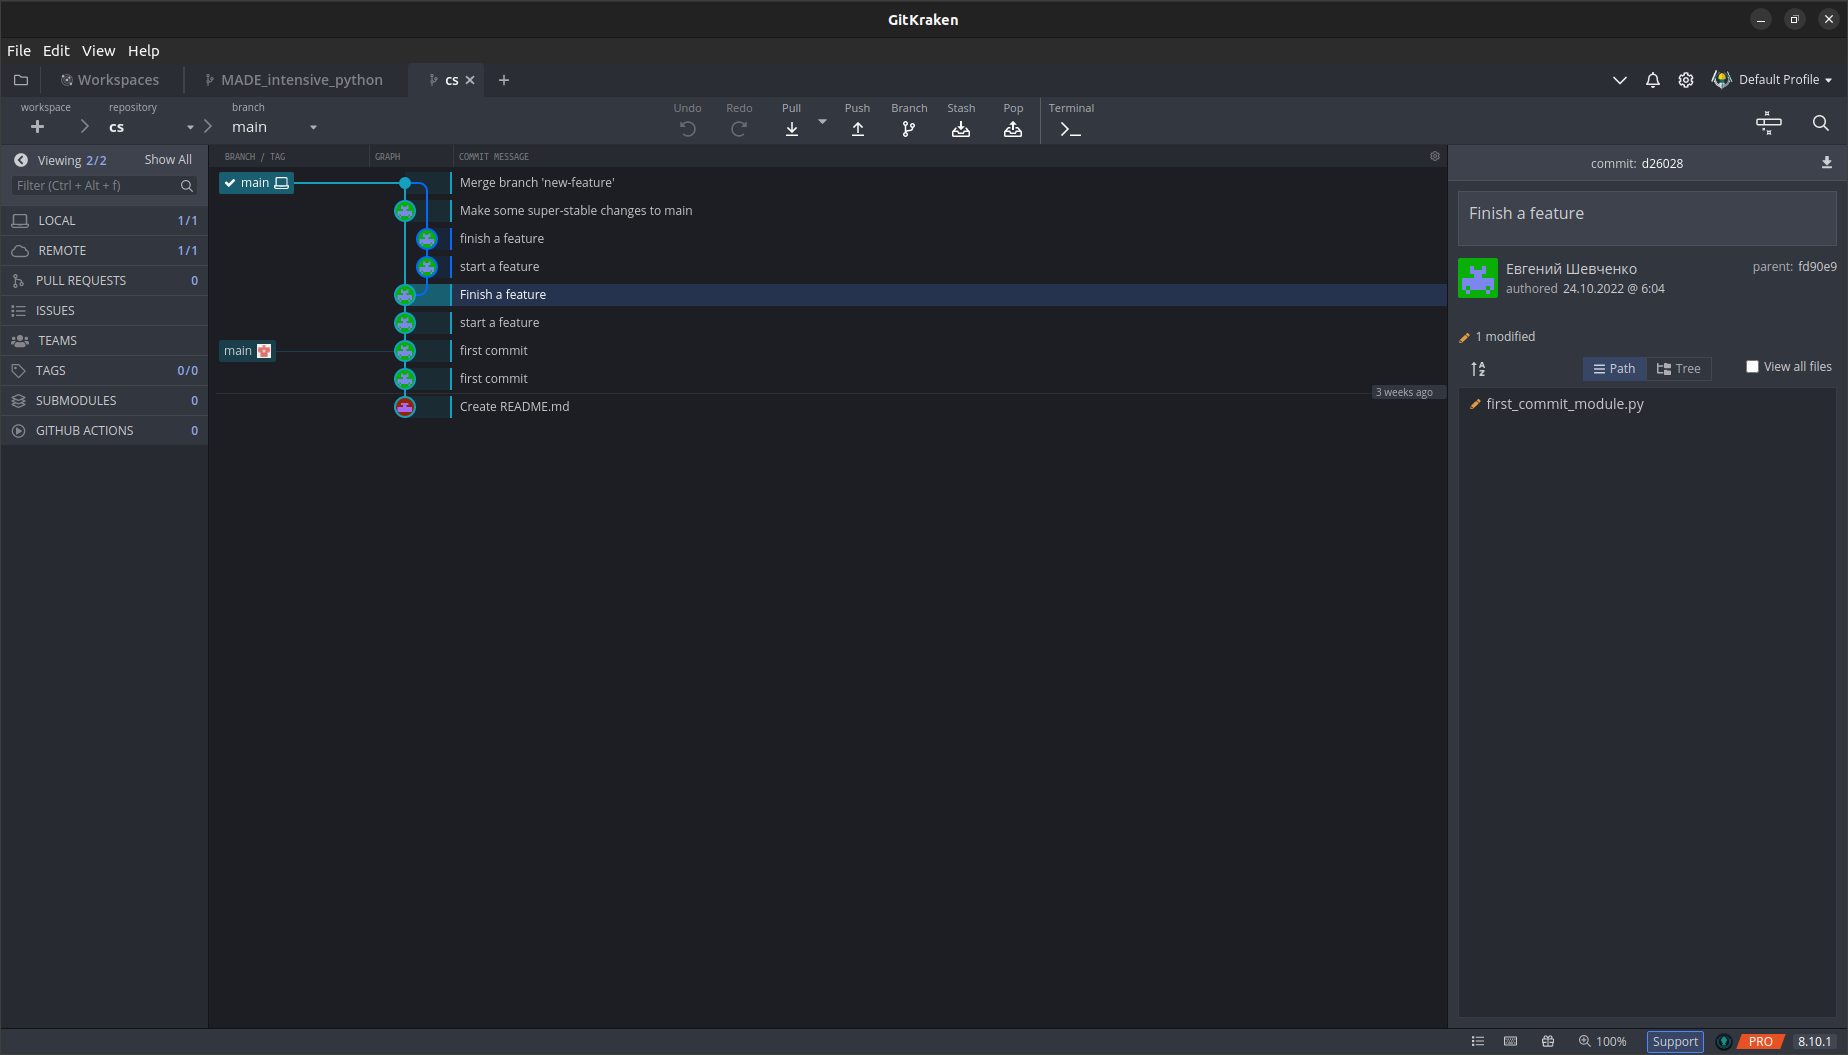 GitKraken
File Edit View Help
Workspaces MADE_intensive_python cs Default Profile
workspace repository branch Undo Redo Pull Push Branch Stash Pop Terminal
cs main
Viewing 2/2 Show All
Filter (Ctrl + Alt + f)
LOCAL 1/1
REMOTE 1/1
PULL REQUESTS 0
ISSUES
TEAMS
TAGS 0/0
SUBMODULES 0
GITHUB ACTIONS 0
BRANCH / TAG GRAPH COMMIT MESSAGE
main Merge branch 'new-feature'
Make some super-stable changes to main
finish a feature
start a feature
Finish a feature
start a feature
main first commit
first commit
3 weeks ago
Create README.md
commit: d26028
Finish a feature
Евгений Шевченко parent: fd90e9
authored 24.10.2022 @ 6:04
1 modified
Path Tree View all files
first_commit_module.py
100% Support PRO 8.10.1